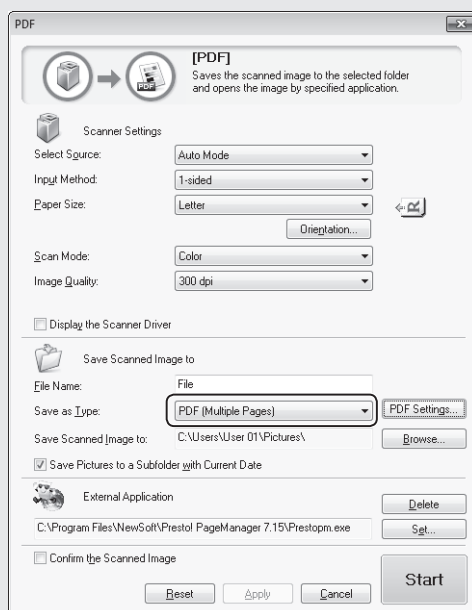 PDF
[PDF]
Saves the scanned image to the selected folder
and opens the image by specified application.
PDF
Scanner Settings
Select Source: Auto Mode
Input Method: 1-sided
Paper Size: Letter
R
Orientation...
Scan Mode: Color
Image Quality: 300 dpi
Display the Scanner Driver
Save Scanned Image to
File Name: File
Save as Type: PDF (Multiple Pages) PDF Settings...
Save Scanned Image to: C:\Users\User 01\Pictures\ Browse...
Save Pictures to a Subfolder with Current Date
External Application Delete
C:\Program Files\NewSoft\Presto! PageManager 7.15\Prestopm.exe Set...
Confirm the Scanned Image
Start
Reset Apply Cancel